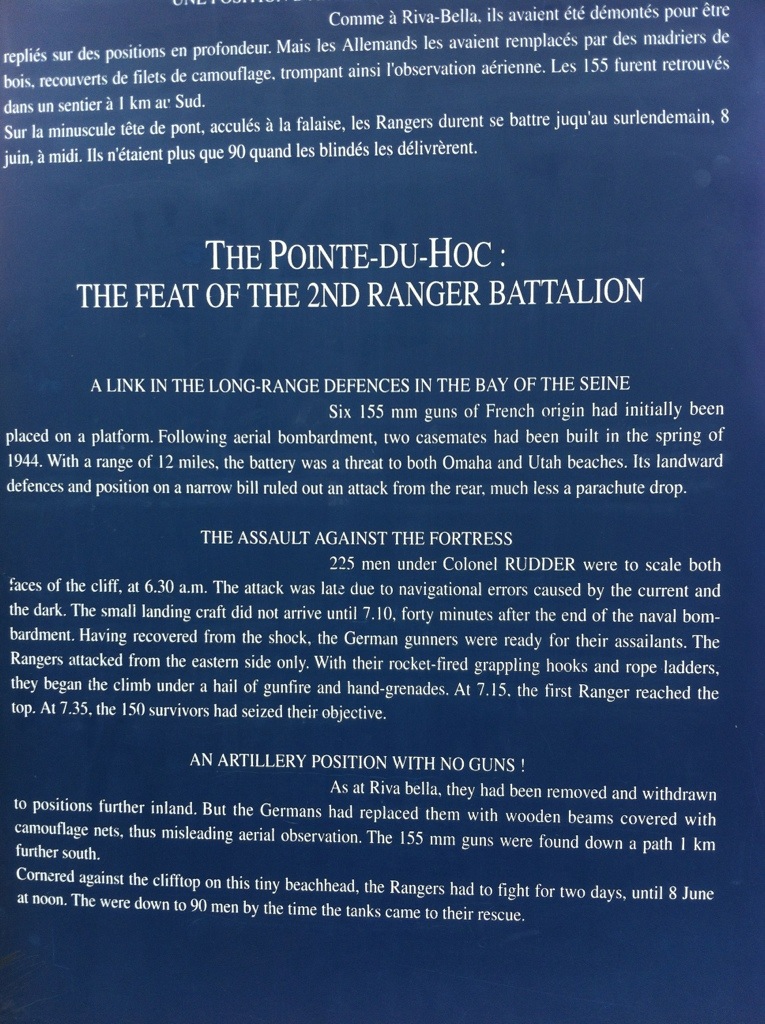 Comme à Riva-Bella, ils avaient été démontés pour être
repliés sur des positions en profondeur. Mais les Allemands les avaient remplacés par des madriers de
bois, recouverts de filets de camouflage, trompant ainsi l'observation aérienne. Les 155 furent retrouvés
dans un sentier à 1 km au Sud.
Sur la minuscule tête de pont, acculés à la falaise, les Rangers durent se battre juqu'au surlendemain, 8
juin, à midi. Ils n'étaient plus que 90 quand les blindés les délivrèrent.
THE POINTE-DU-HOC :
THE FEAT OF THE 2ND RANGER BATTALION
A LINK IN THE LONG-RANGE DEFENCES IN THE BAY OF THE SEINE
Six 155 mm guns of French origin had initially been
placed on a platform. Following aerial bombardment, two casemates had been built in the spring of
1944. With a range of 12 miles, the battery was a threat to both Omaha and Utah beaches. Its landward
defences and position on a narrow bill ruled out an attack from the rear, much less a parachute drop.
THE ASSAULT AGAINST THE FORTRESS
225 men under Colonel RUDDER were to scale both
faces of the cliff, at 6.30 a.m. The attack was late due to navigational errors caused by the current and
the dark. The small landing craft did not arrive until 7.10, forty minutes after the end of the naval bom-
bardment. Having recovered from the shock, the German gunners were ready for their assailants. The
Rangers attacked from the eastern side only. With their rocket-fired grappling hooks and rope ladders,
they began the climb under a hail of gunfire and hand-grenades. At 7.15, the first Ranger reached the
top. At 7.35, the 150 survivors had seized their objective.
AN ARTILLERY POSITION WITH NO GUNS !
As at Riva bella, they had been removed and withdrawn
to positions further inland. But the Germans had replaced them with wooden beams covered with
camouflage nets, thus misleading aerial observation. The 155 mm guns were found down a path 1 km
further south.
Cornered against the clifftop on this tiny beachhead, the Rangers had to fight for two days, until 8 June
at noon. The were down to 90 men by the time the tanks came to their rescue.